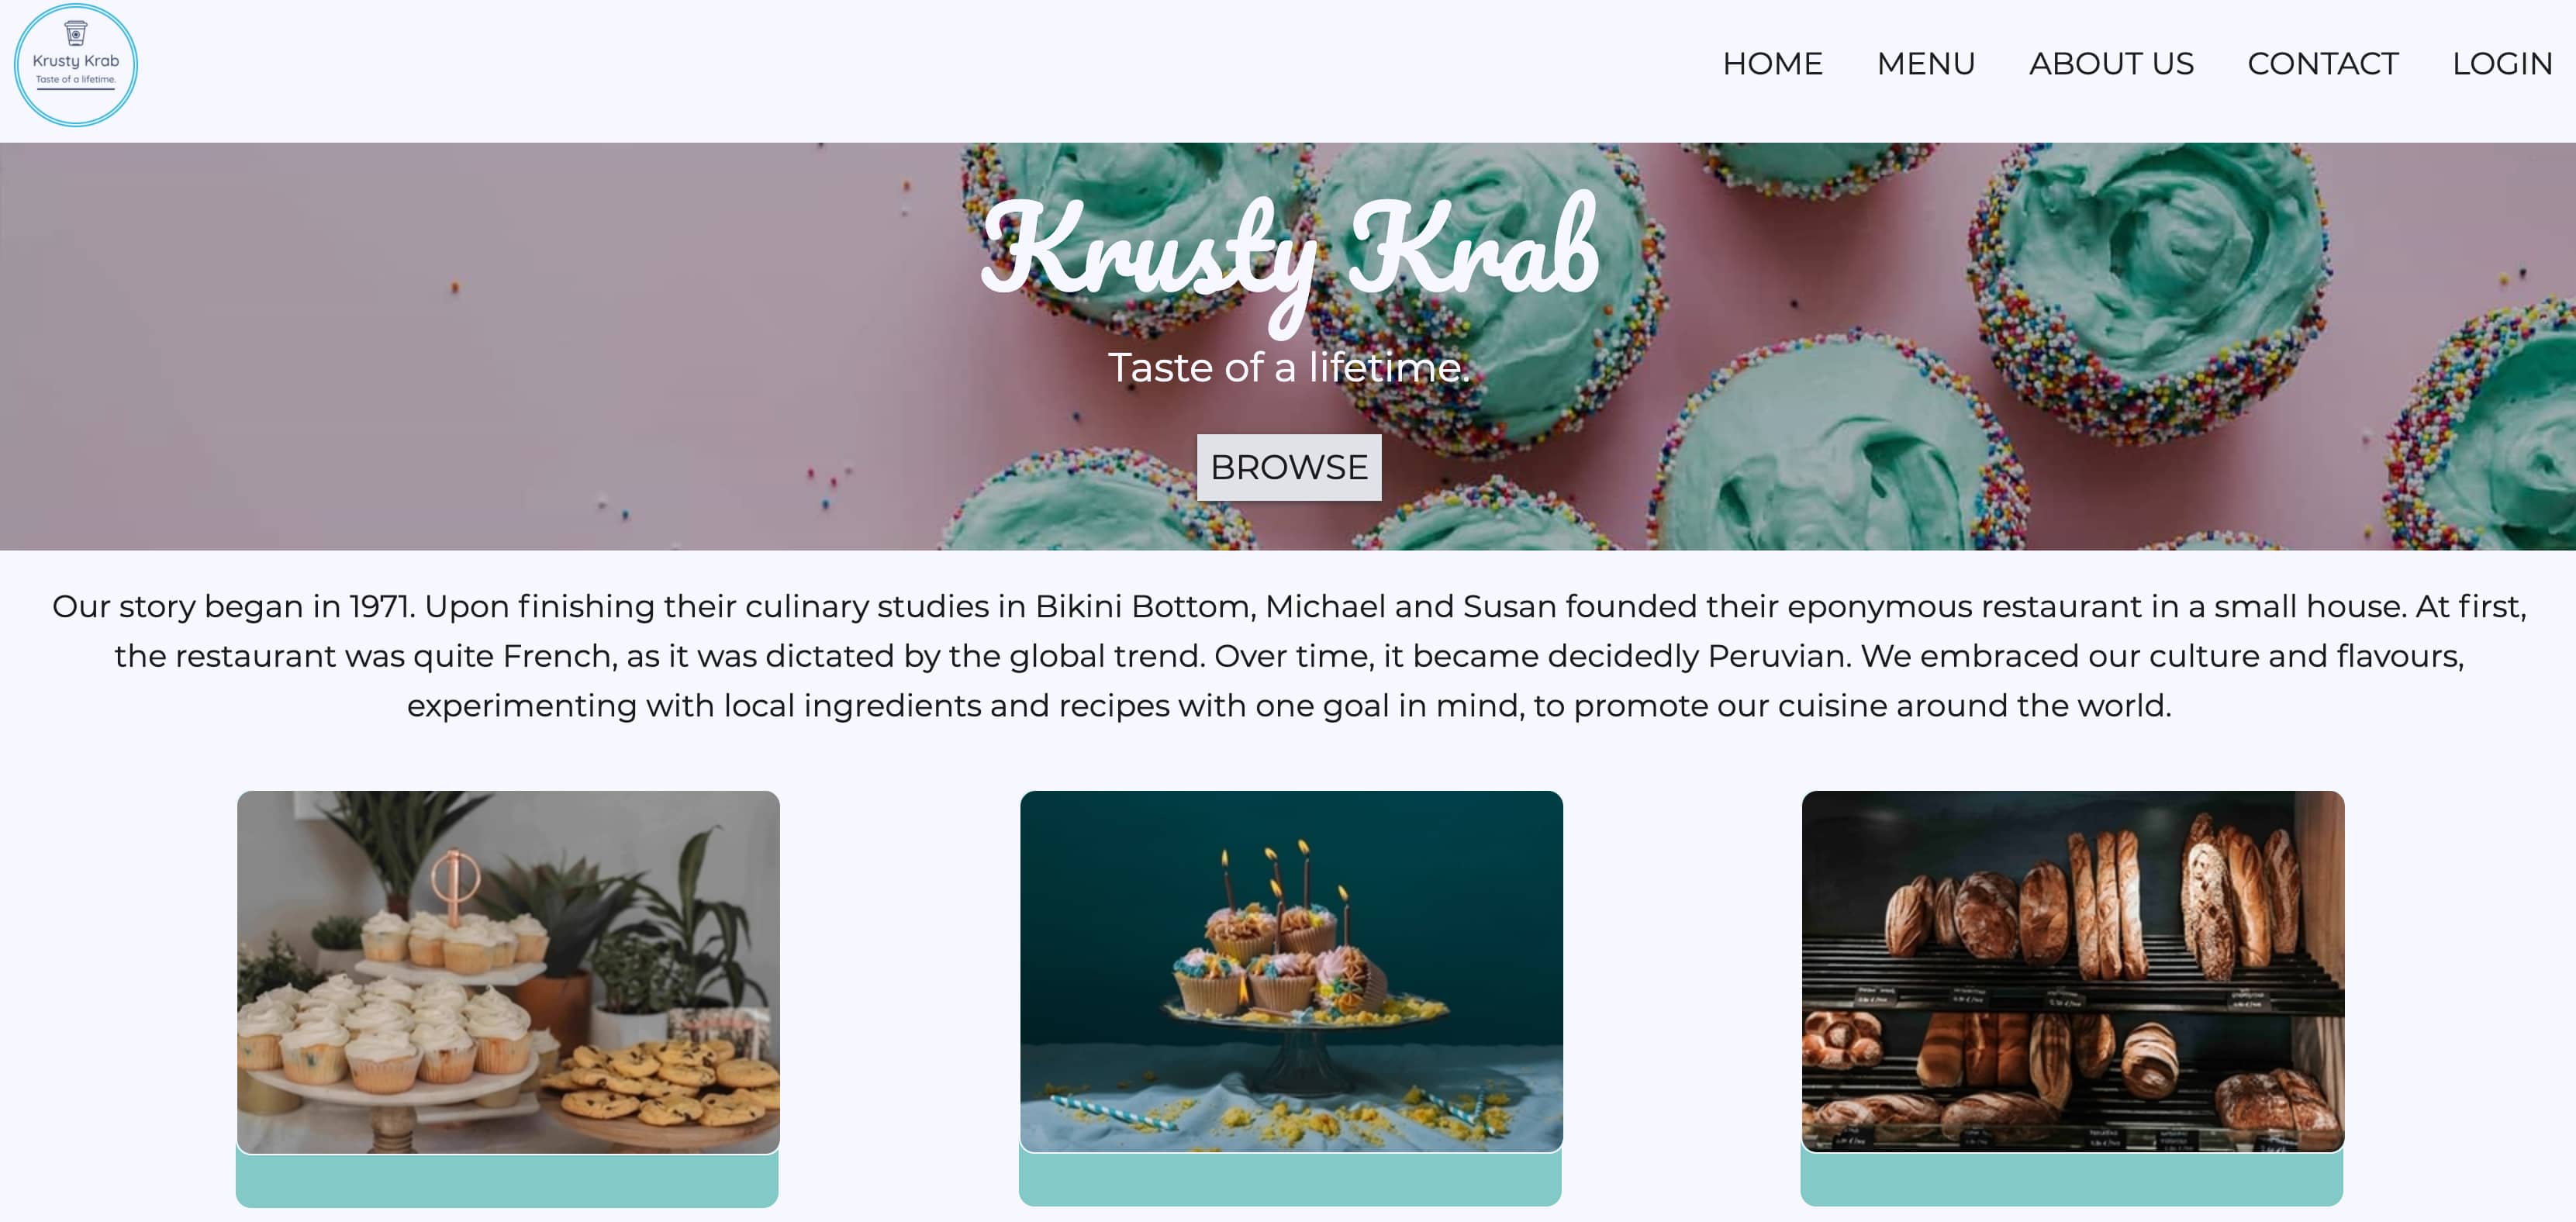 Krusty Krab
Taste of a lifetime.
HOME MENU ABOUT US CONTACT LOGIN
Krusty Krab
Taste of a lifetime.
BROWSE
Our story began in 1971. Upon finishing their culinary studies in Bikini Bottom, Michael and Susan founded their eponymous restaurant in a small house. At first,
the restaurant was quite French, as it was dictated by the global trend. Over time, it became decidedly Peruvian. We embraced our culture and flavours,
experimenting with local ingredients and recipes with one goal in mind, to promote our cuisine around the world.